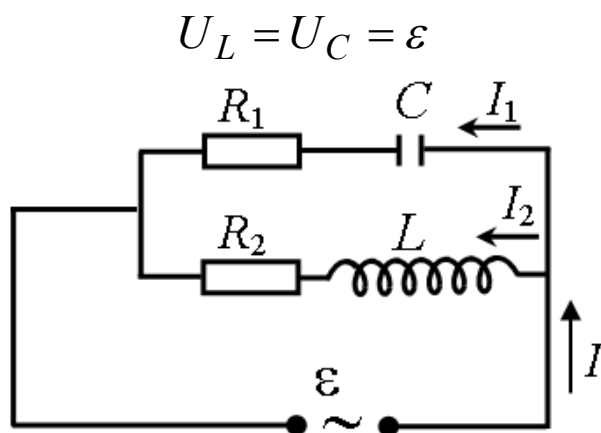 U_L = U_C = ε
R₁ C I₁
R₂ L I₂
ε I
~